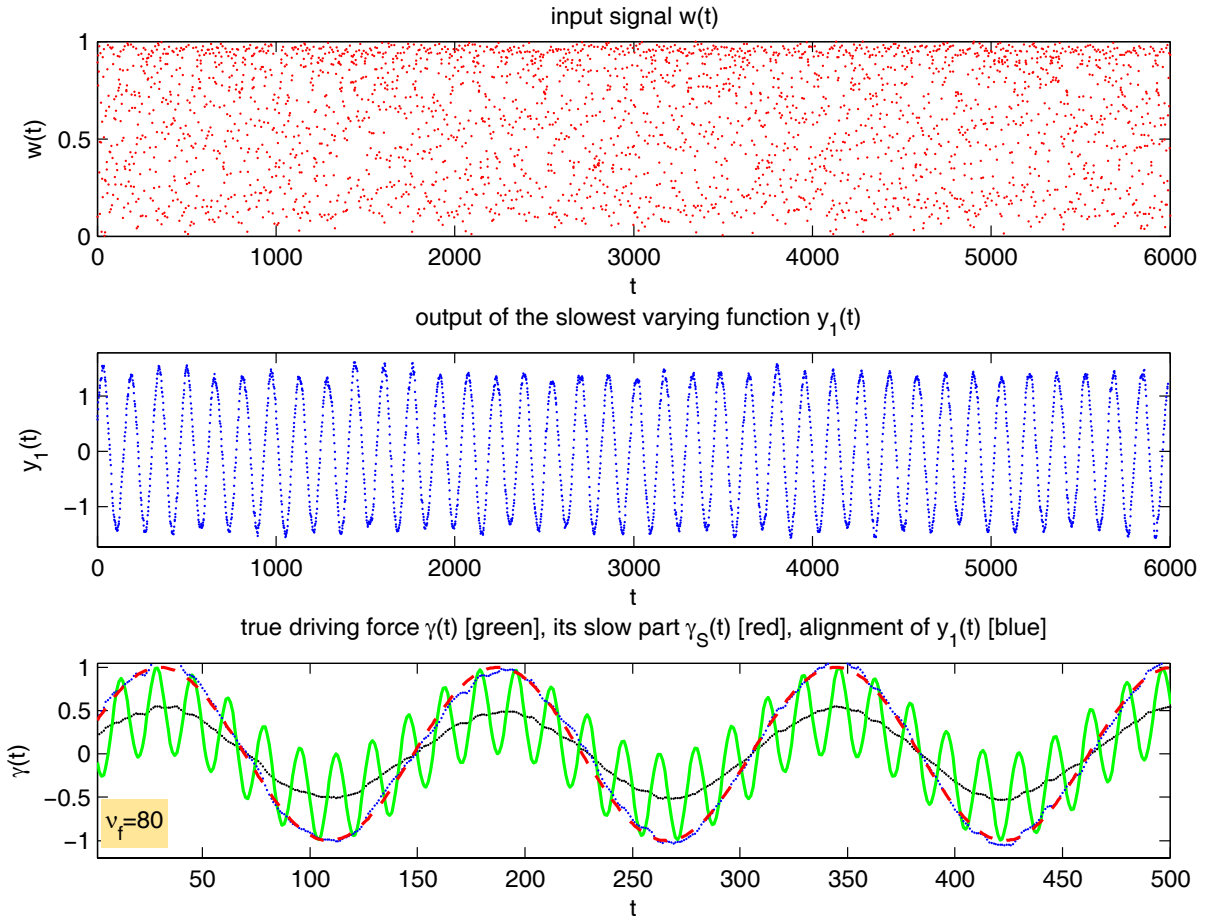 input signal w(t)
1
0.5
0
w(t)
0 1000 2000 3000 4000 5000 6000
t
output of the slowest varying function y₁(t)
1
0
−1
y₁(t)
0 1000 2000 3000 4000 5000 6000
t
true driving force γ(t) [green], its slow part γ_S(t) [red], alignment of y₁(t) [blue]
1
0.5
0
−0.5
−1
γ(t)
ν_f=80
50 100 150 200 250 300 350 400 450 500
t